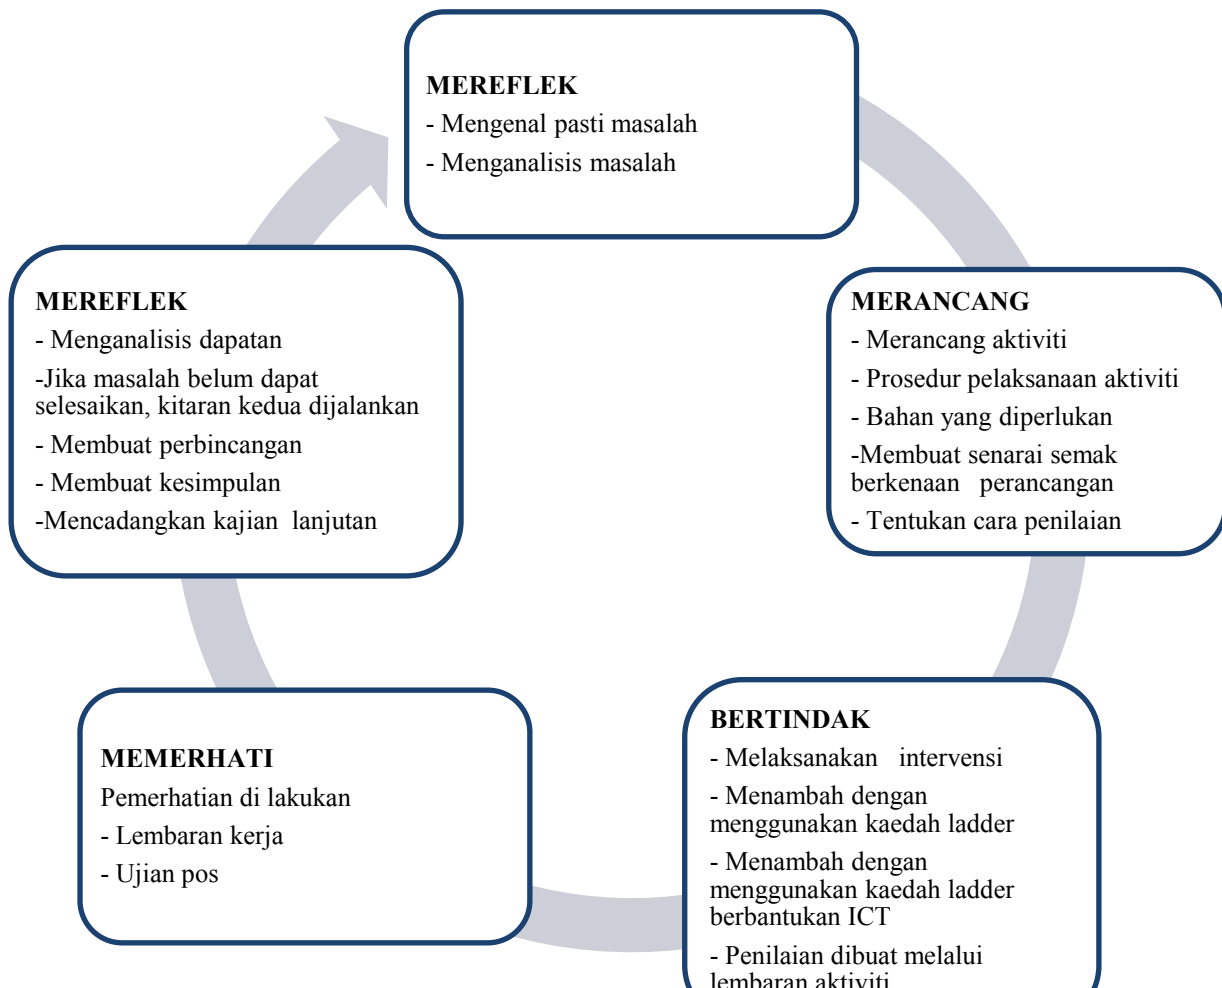 MEREFLEK
- Mengenal pasti masalah
- Menganalisis masalah
MERANCANG
- Merancang aktiviti
- Prosedur pelaksanaan aktiviti
- Bahan yang diperlukan
-Membuat senarai semak
berkenaan perancangan
- Tentukan cara penilaian
BERTINDAK
- Melaksanakan intervensi
- Menambah dengan
menggunakan kaedah ladder
- Menambah dengan
menggunakan kaedah ladder
berbantukan ICT
- Penilaian dibuat melalui
lembaran aktiviti
MEMERHATI
Pemerhatian di lakukan
- Lembaran kerja
- Ujian pos
MEREFLEK
- Menganalisis dapatan
-Jika masalah belum dapat
selesaikan, kitaran kedua dijalankan
- Membuat perbincangan
- Membuat kesimpulan
-Mencadangkan kajian lanjutan